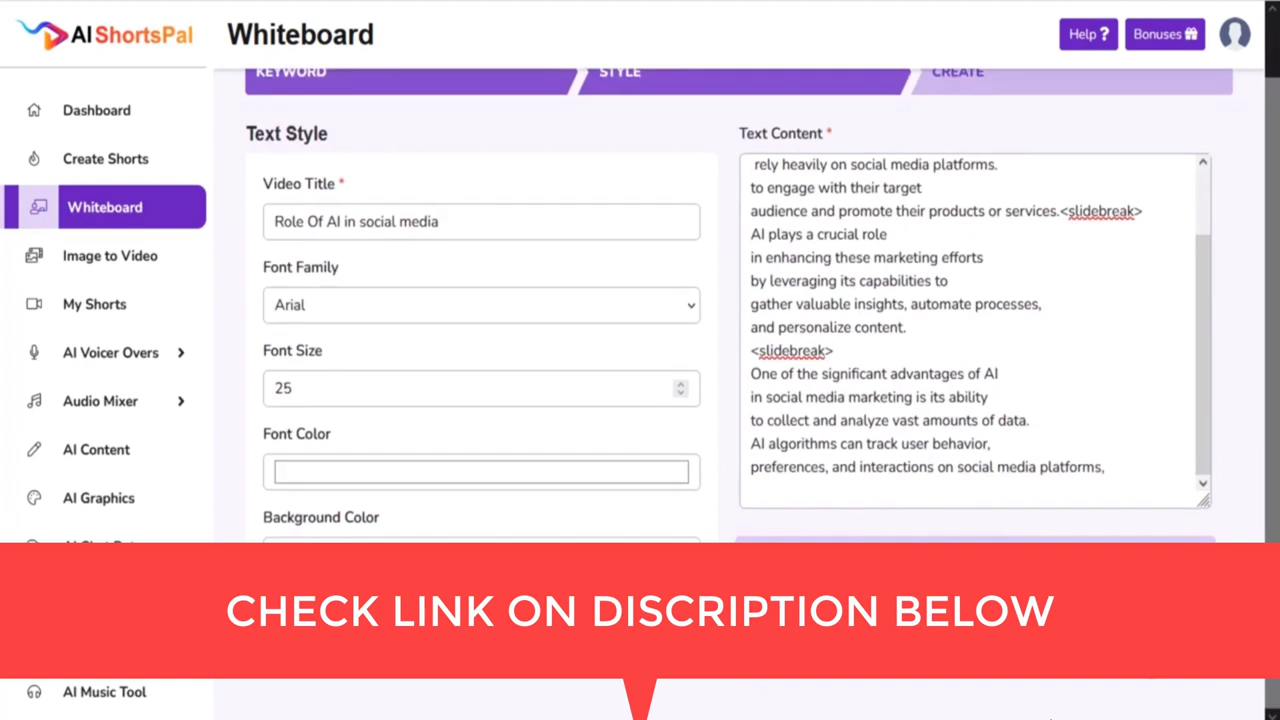 AI ShortsPal
Whiteboard
Help ?
Bonuses
KEYWORD
STYLE
CREATE
Dashboard
Create Shorts
Whiteboard
Image to Video
My Shorts
AI Voicer Overs
Audio Mixer
AI Content
AI Graphics
AI Music Tool
Text Style
Video Title *
Role Of AI in social media
Font Family
Arial
Font Size
25
Font Color
Background Color
Text Content *
rely heavily on social media platforms.
to engage with their target
audience and promote their products or services.<slidebreak>
AI plays a crucial role
in enhancing these marketing efforts
by leveraging its capabilities to
gather valuable insights, automate processes,
and personalize content.
<slidebreak>
One of the significant advantages of AI
in social media marketing is its ability
to collect and analyze vast amounts of data.
AI algorithms can track user behavior,
preferences, and interactions on social media platforms,
CHECK LINK ON DISCRIPTION BELOW